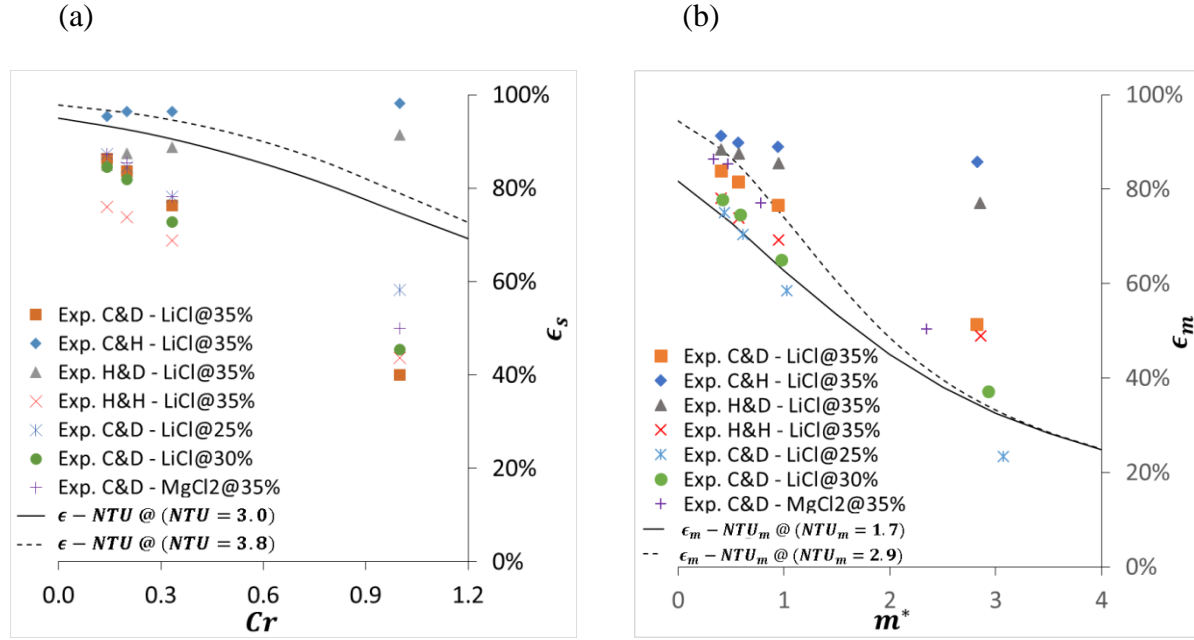 (a)
(b)
100%
80%
60%
40%
20%
0%
ϵₛ
Exp. C&D - LiCl@35%
Exp. C&H - LiCl@35%
Exp. H&D - LiCl@35%
Exp. H&H - LiCl@35%
Exp. C&D - LiCl@25%
Exp. C&D - LiCl@30%
Exp. C&D - MgCl2@35%
ϵ − NTU @ (NTU = 3.0)
ϵ − NTU @ (NTU = 3.8)
0.0 0.3 0.6 0.9 1.2
Cr
100%
80%
60%
40%
20%
0%
ϵₘ
Exp. C&D - LiCl@35%
Exp. C&H - LiCl@35%
Exp. H&D - LiCl@35%
Exp. H&H - LiCl@35%
Exp. C&D - LiCl@25%
Exp. C&D - LiCl@30%
Exp. C&D - MgCl2@35%
ϵₘ − NTUₘ @ (NTUₘ = 1.7)
ϵₘ − NTUₘ @ (NTUₘ = 2.9)
0 1 2 3 4
m*